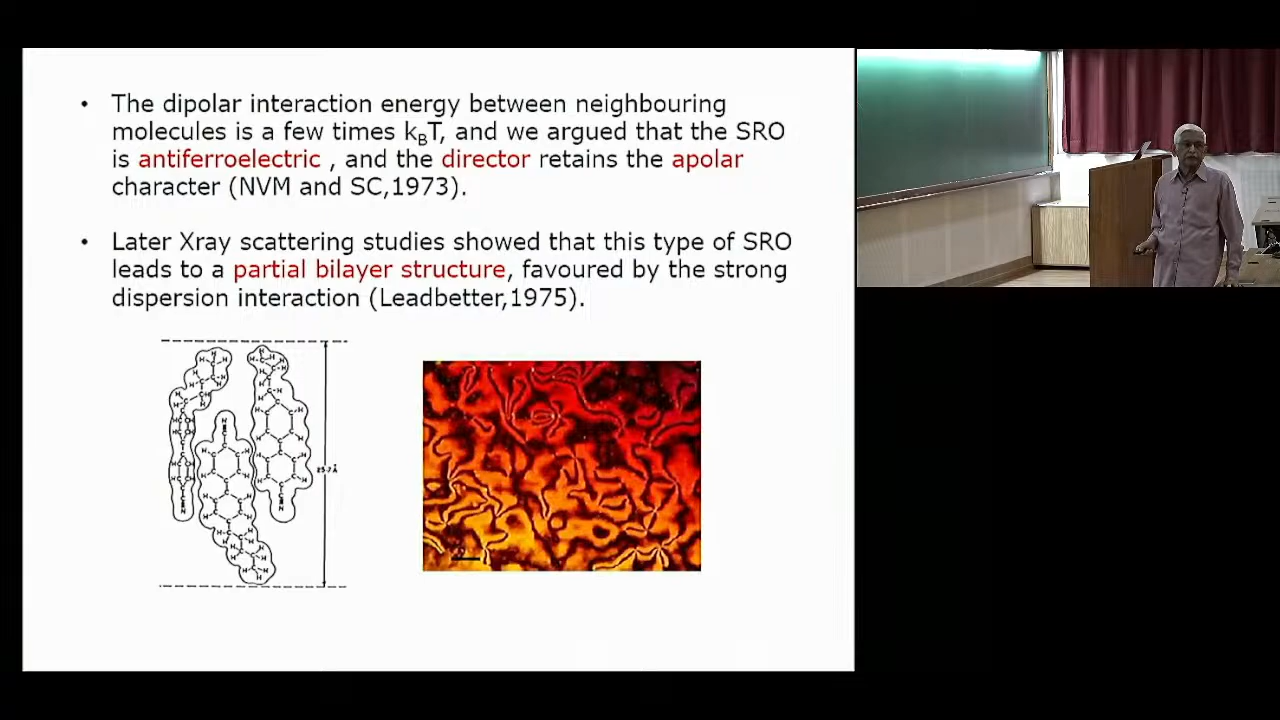 • The dipolar interaction energy between neighbouring
molecules is a few times kBT, and we argued that the SRO
is antiferroelectric , and the director retains the apolar
character (NVM and SC,1973).
• Later Xray scattering studies showed that this type of SRO
leads to a partial bilayer structure, favoured by the strong
dispersion interaction (Leadbetter,1975).